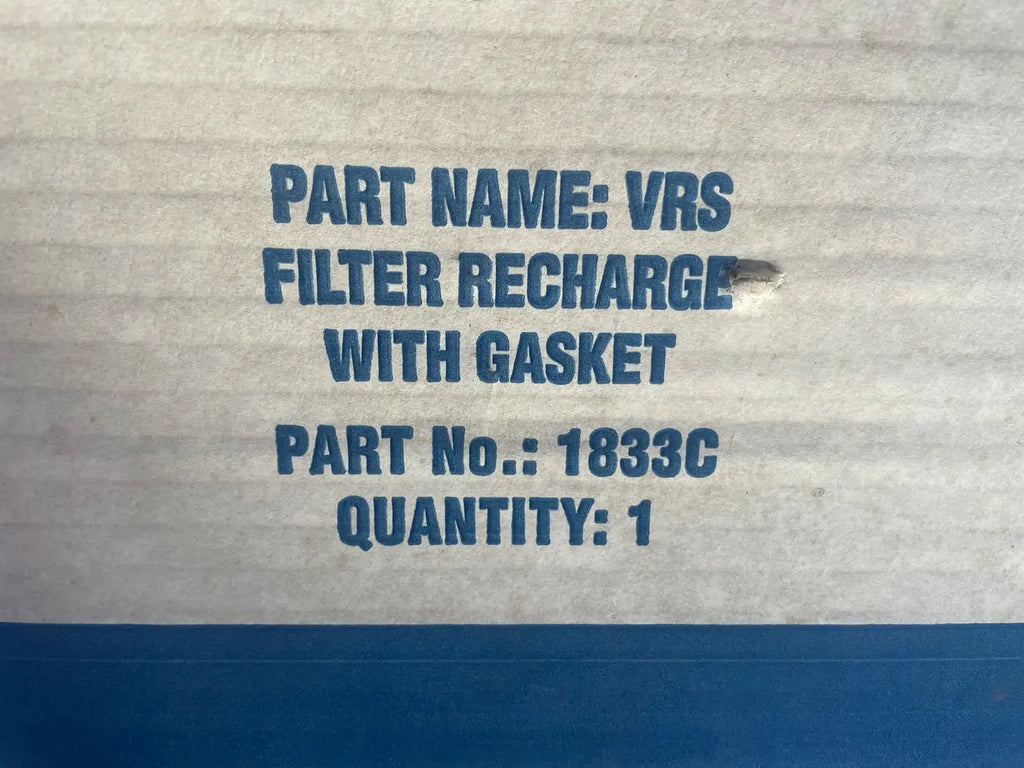 PART NAME: VRS
FILTER RECHARGE
WITH GASKET
PART No.: 1833C
QUANTITY: 1